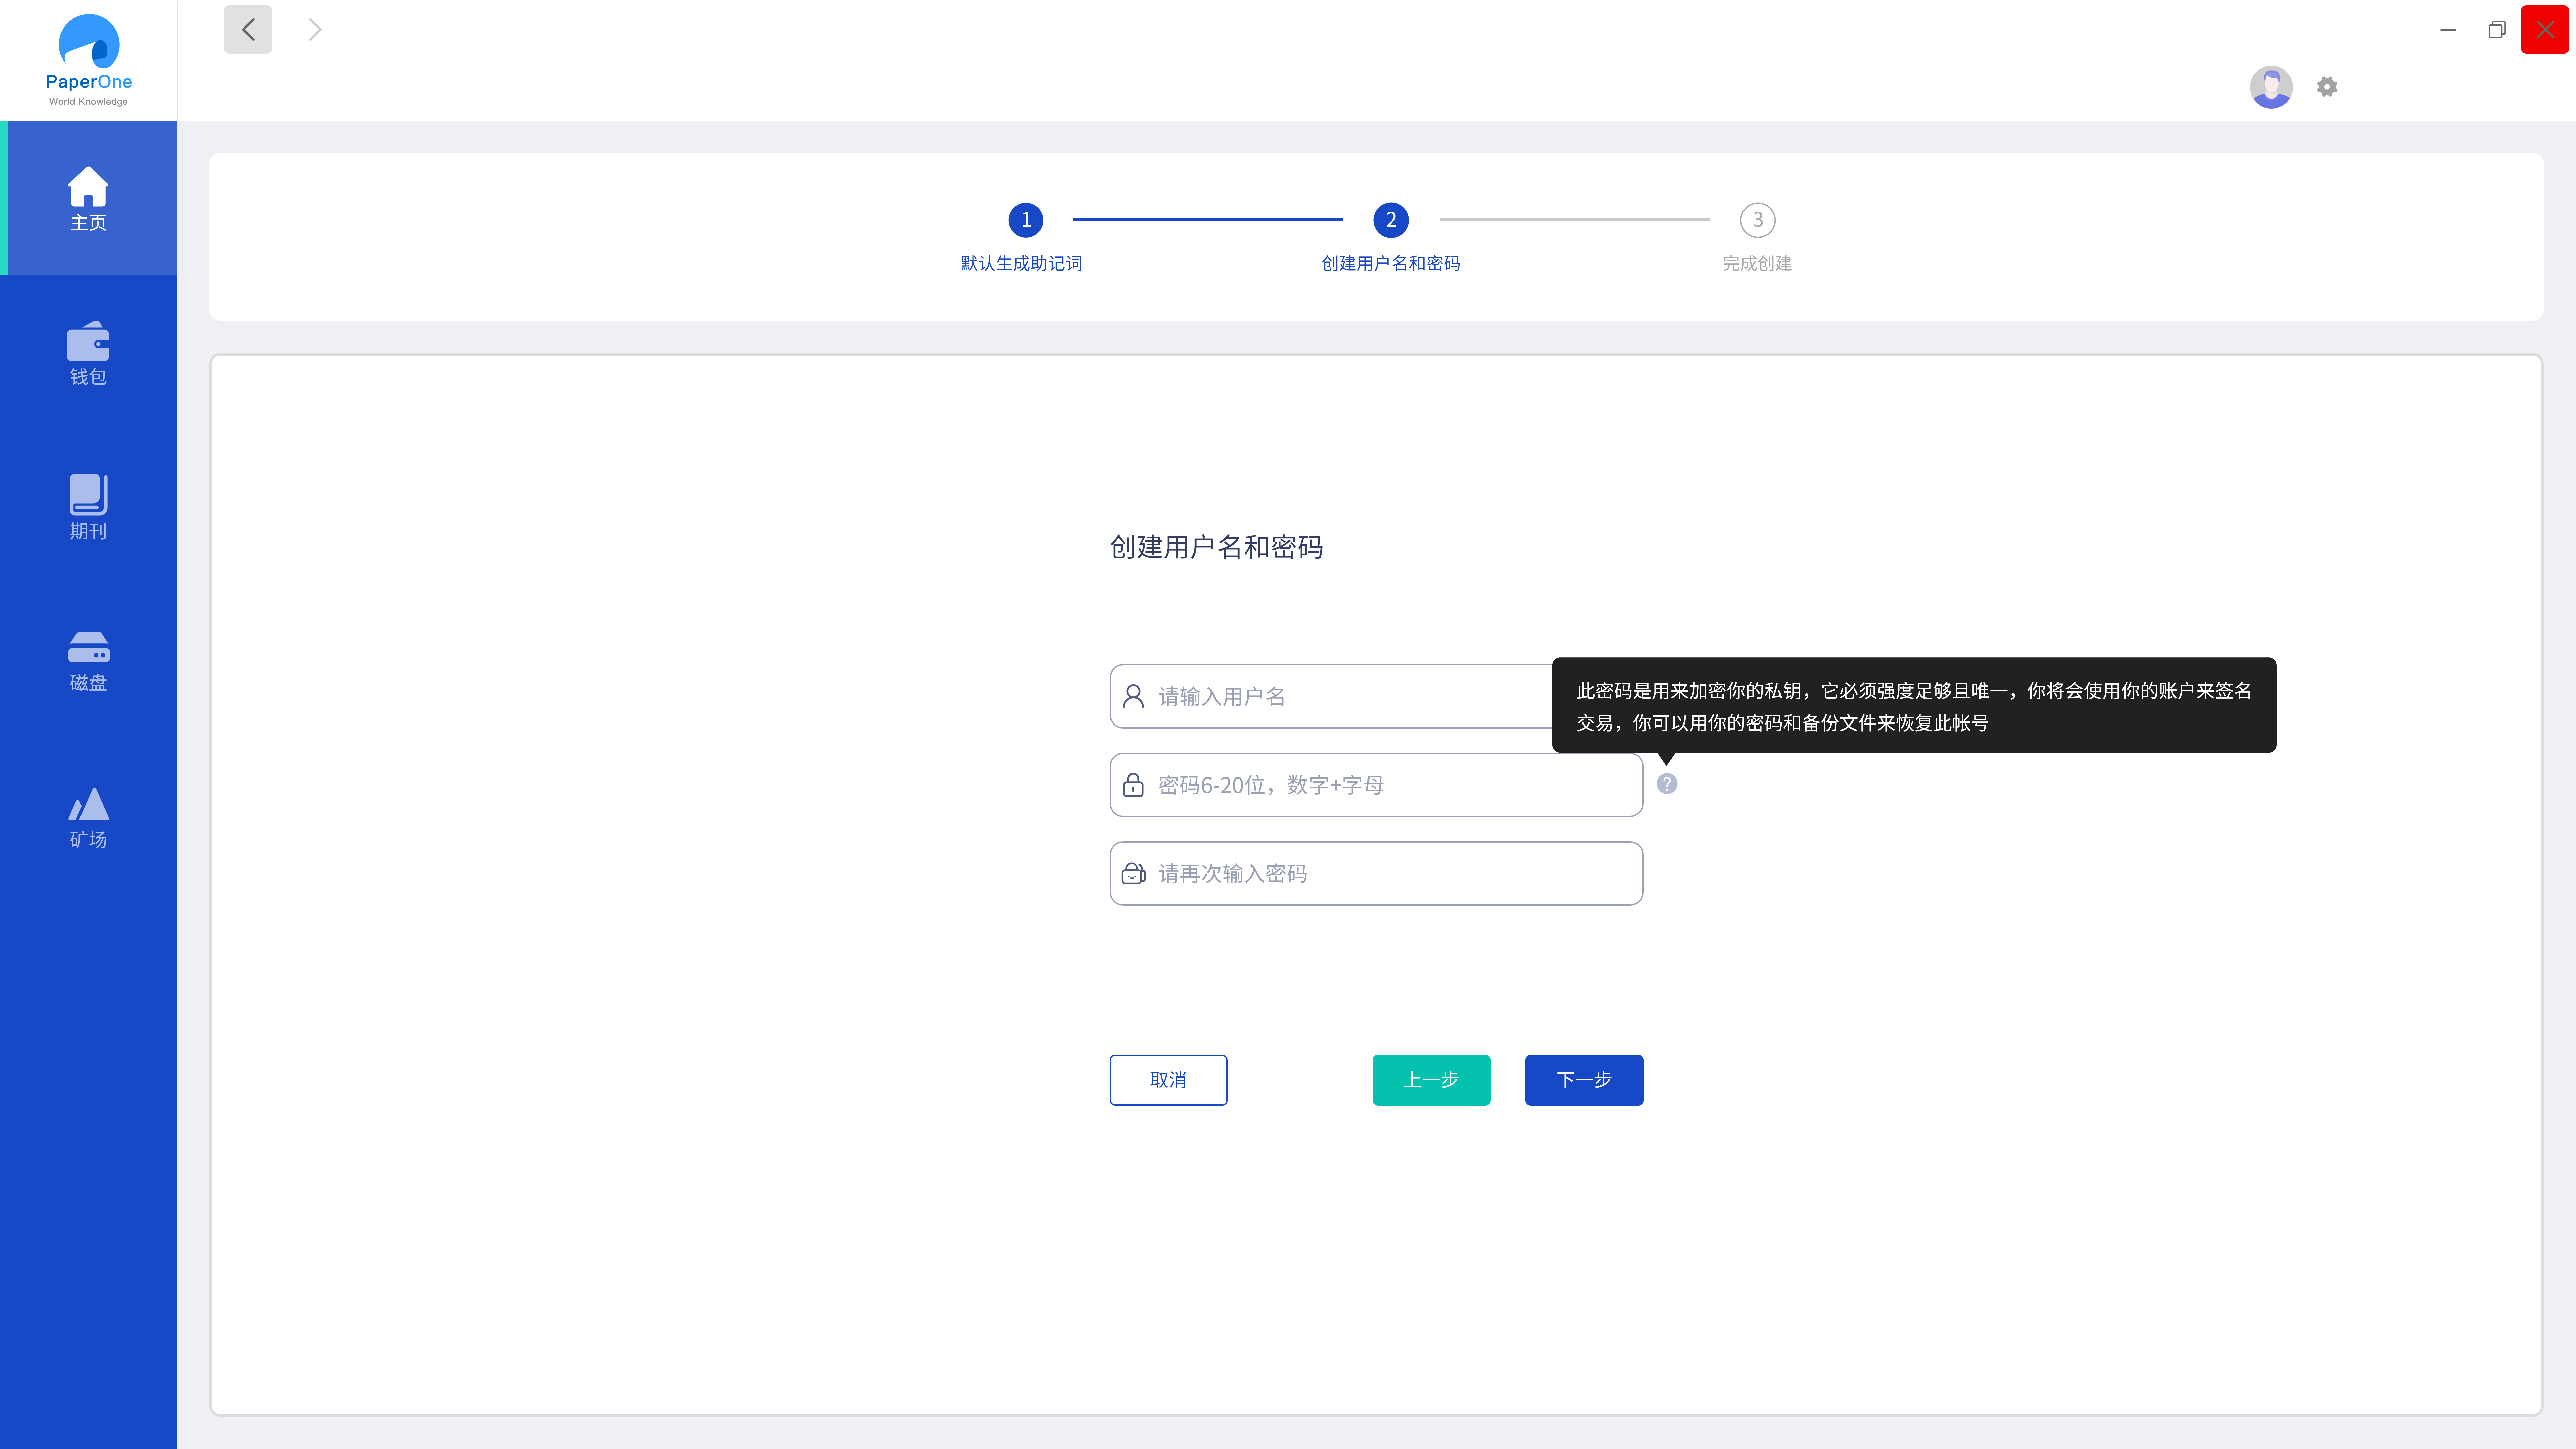 PaperOne
World Knowledge
主页
钱包
期刊
磁盘
矿场
1
2
3
默认生成助记词
创建用户名和密码
完成创建
创建用户名和密码
请输入用户名
此密码是用来加密你的私钥，它必须强度足够且唯一，你将会使用你的账户来签名
交易，你可以用你的密码和备份文件来恢复此帐号
密码6-20位，数字+字母
?
请再次输入密码
取消
上一步
下一步